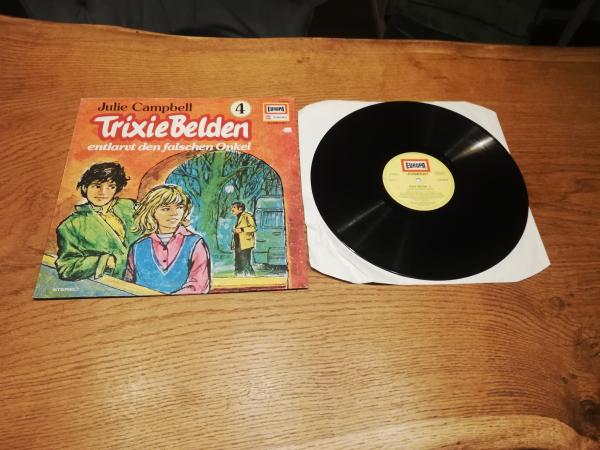 Julie Campbell
4
EUROPA
Trixie Belden
entlarvt den falschen Onkel
STEREO
EUROPA